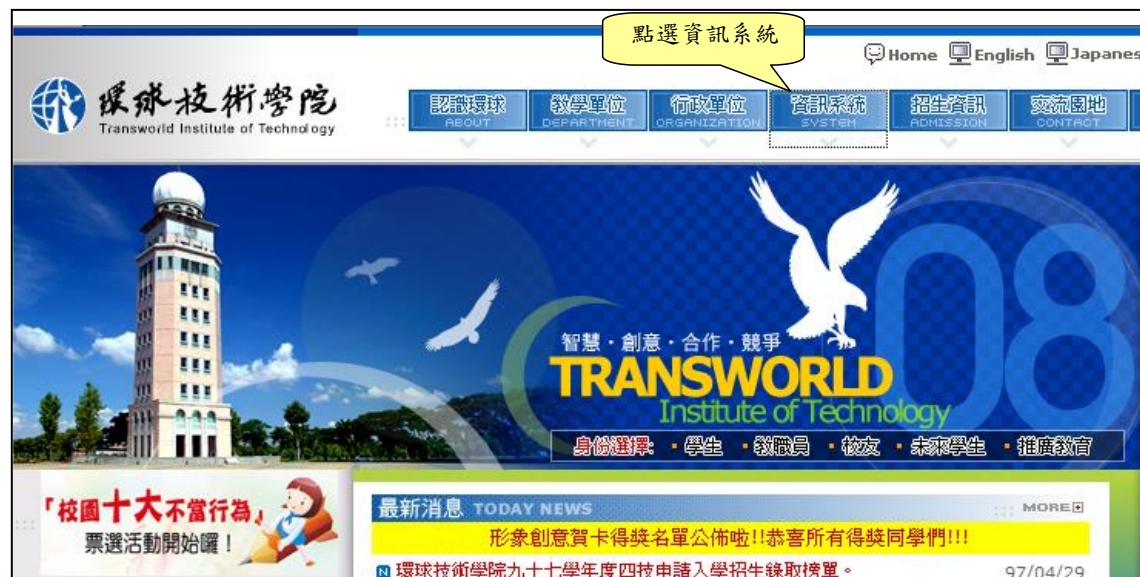 點選資訊系統
Home English Japanes
環球技術學院
Transworld Institute of Technology
認識環球 教學單位 行政單位 資訊系統 招生資訊 交流園地
ABOUT DEPARTMENT ORGANIZATION SYSTEM ADMISSION CONTACT
08
智慧・創意・合作・競爭
TRANSWORLD
Institute of Technology
身份選擇: ▪學生 ▪教職員 ▪校友 ▪未來學生 ▪推廣教育
「校園十大不當行為」
票選活動開始囉！
最新消息 TODAY NEWS MORE
形象創意賀卡得獎名單公佈啦!!恭喜所有得獎同學們!!!
N 環球技術學院九十七學年度四技申請入學招生錄取榜單。 97/04/29